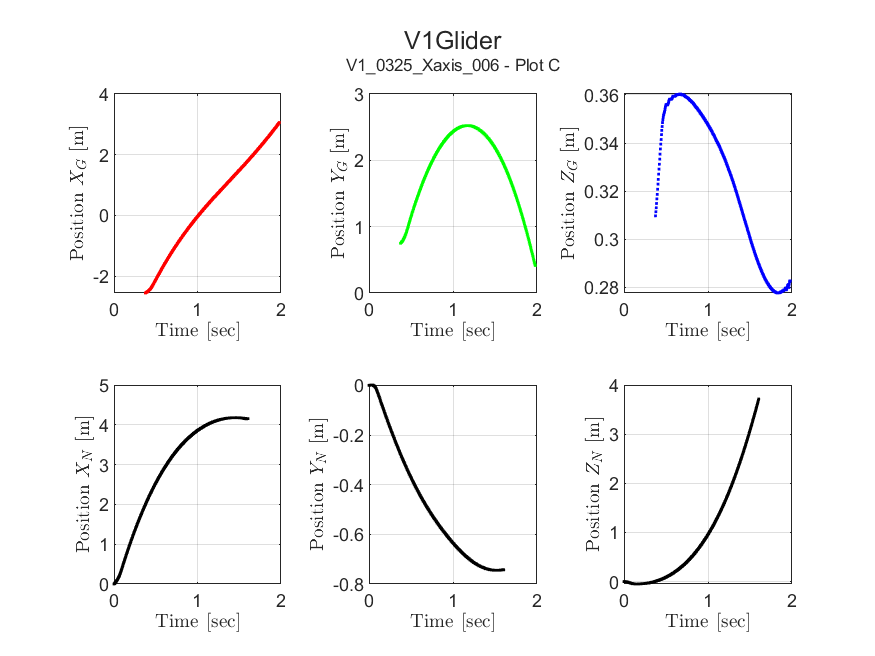 V1Glider
V1_0325_Xaxis_006 - Plot C
Position X_G [m]
4
2
0
-2
0 1 2
Time [sec]
Position Y_G [m]
3
2
1
0
0 1 2
Time [sec]
Position Z_G [m]
0.36
0.34
0.32
0.3
0.28
0 1 2
Time [sec]
Position X_N [m]
5
4
3
2
1
0
0 1 2
Time [sec]
Position Y_N [m]
0
-0.2
-0.4
-0.6
-0.8
0 1 2
Time [sec]
Position Z_N [m]
4
3
2
1
0
0 1 2
Time [sec]